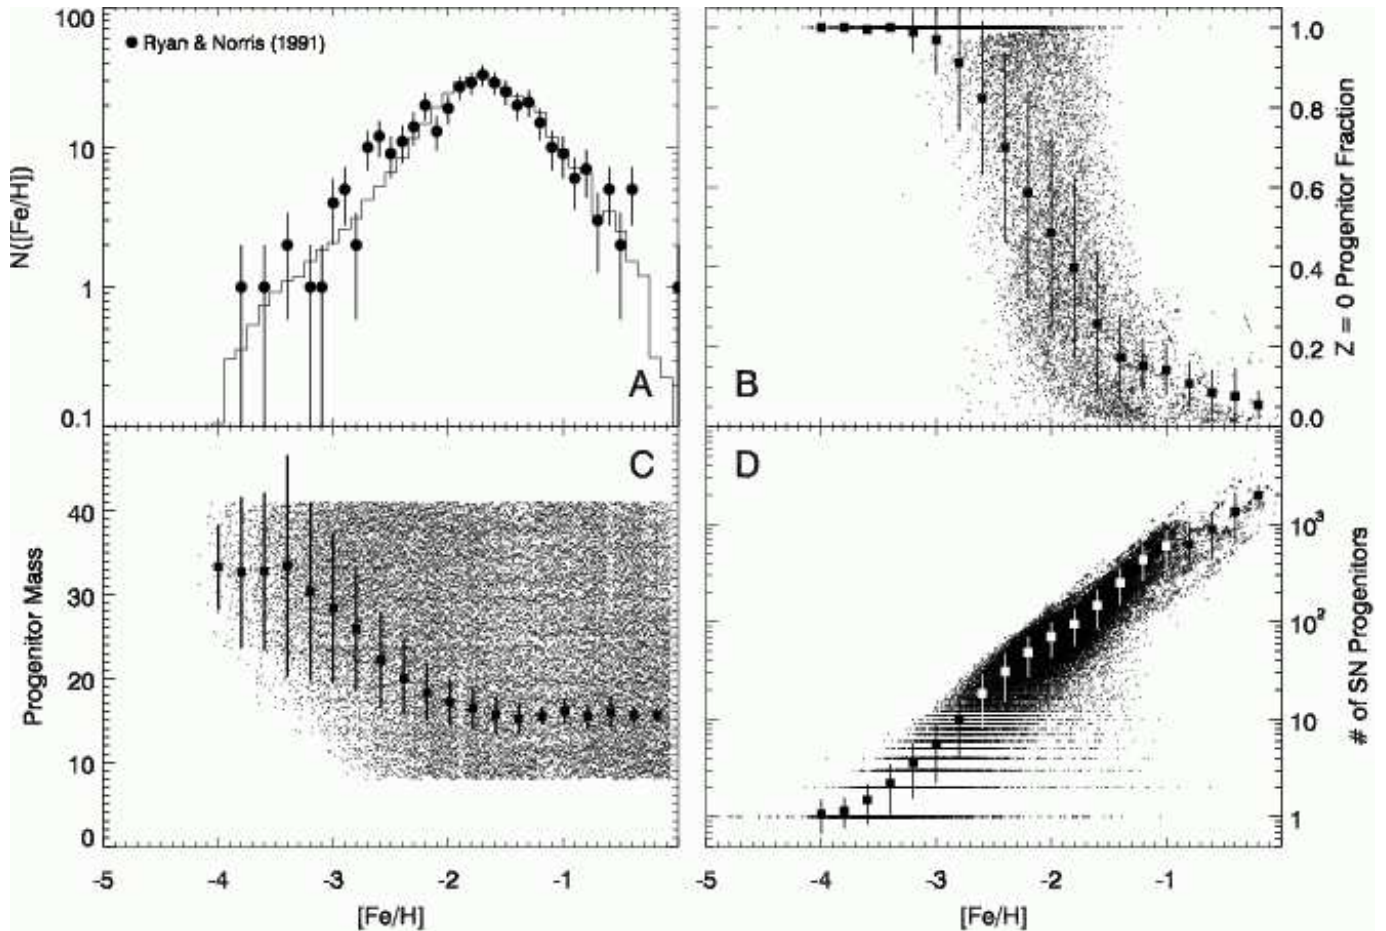 100
Ryan & Norris (1991)
10
1
0.1
N([Fe/H])
A
1.0
0.8
0.6
0.4
0.2
0.0
Z = 0 Progenitor Fraction
B
40
30
20
10
0
Progenitor Mass
C
-5
-4
-3
-2
-1
[Fe/H]
D
10³
10²
10
1
# of SN Progenitors
-5
-4
-3
-2
-1
[Fe/H]